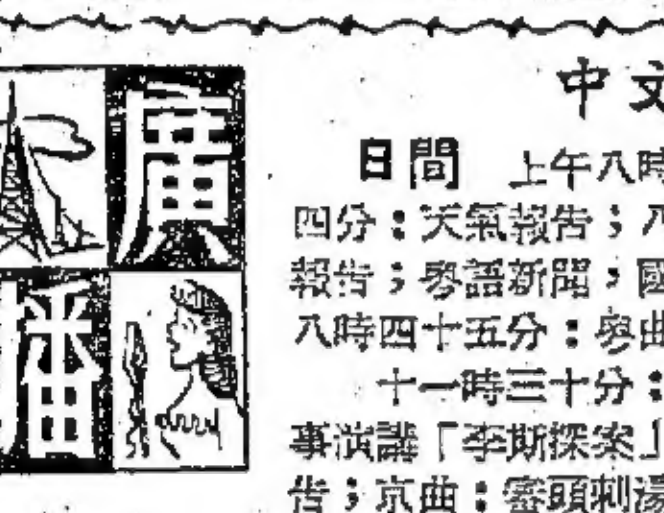 廣播
中文
日間　上午八時
四分：天氣報告；八
報告；粵語新聞；國
八時四十五分：粵曲
十一時三十分：
事演講「李斯探案」
告；京曲：審頭刺湯